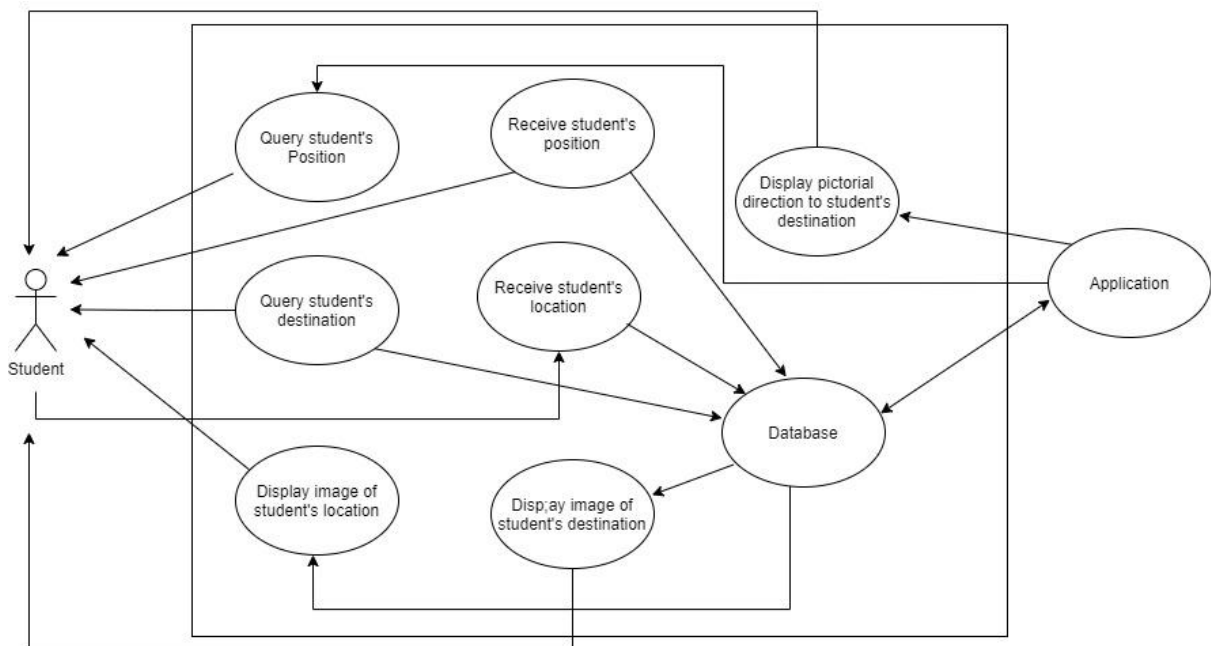 Query student's
Position
Receive student's
position
Display pictorial
direction to student's
destination
Application
Query student's
destination
Receive student's
location
Student
Database
Display image of
student's location
Disp;ay image of
student's destination